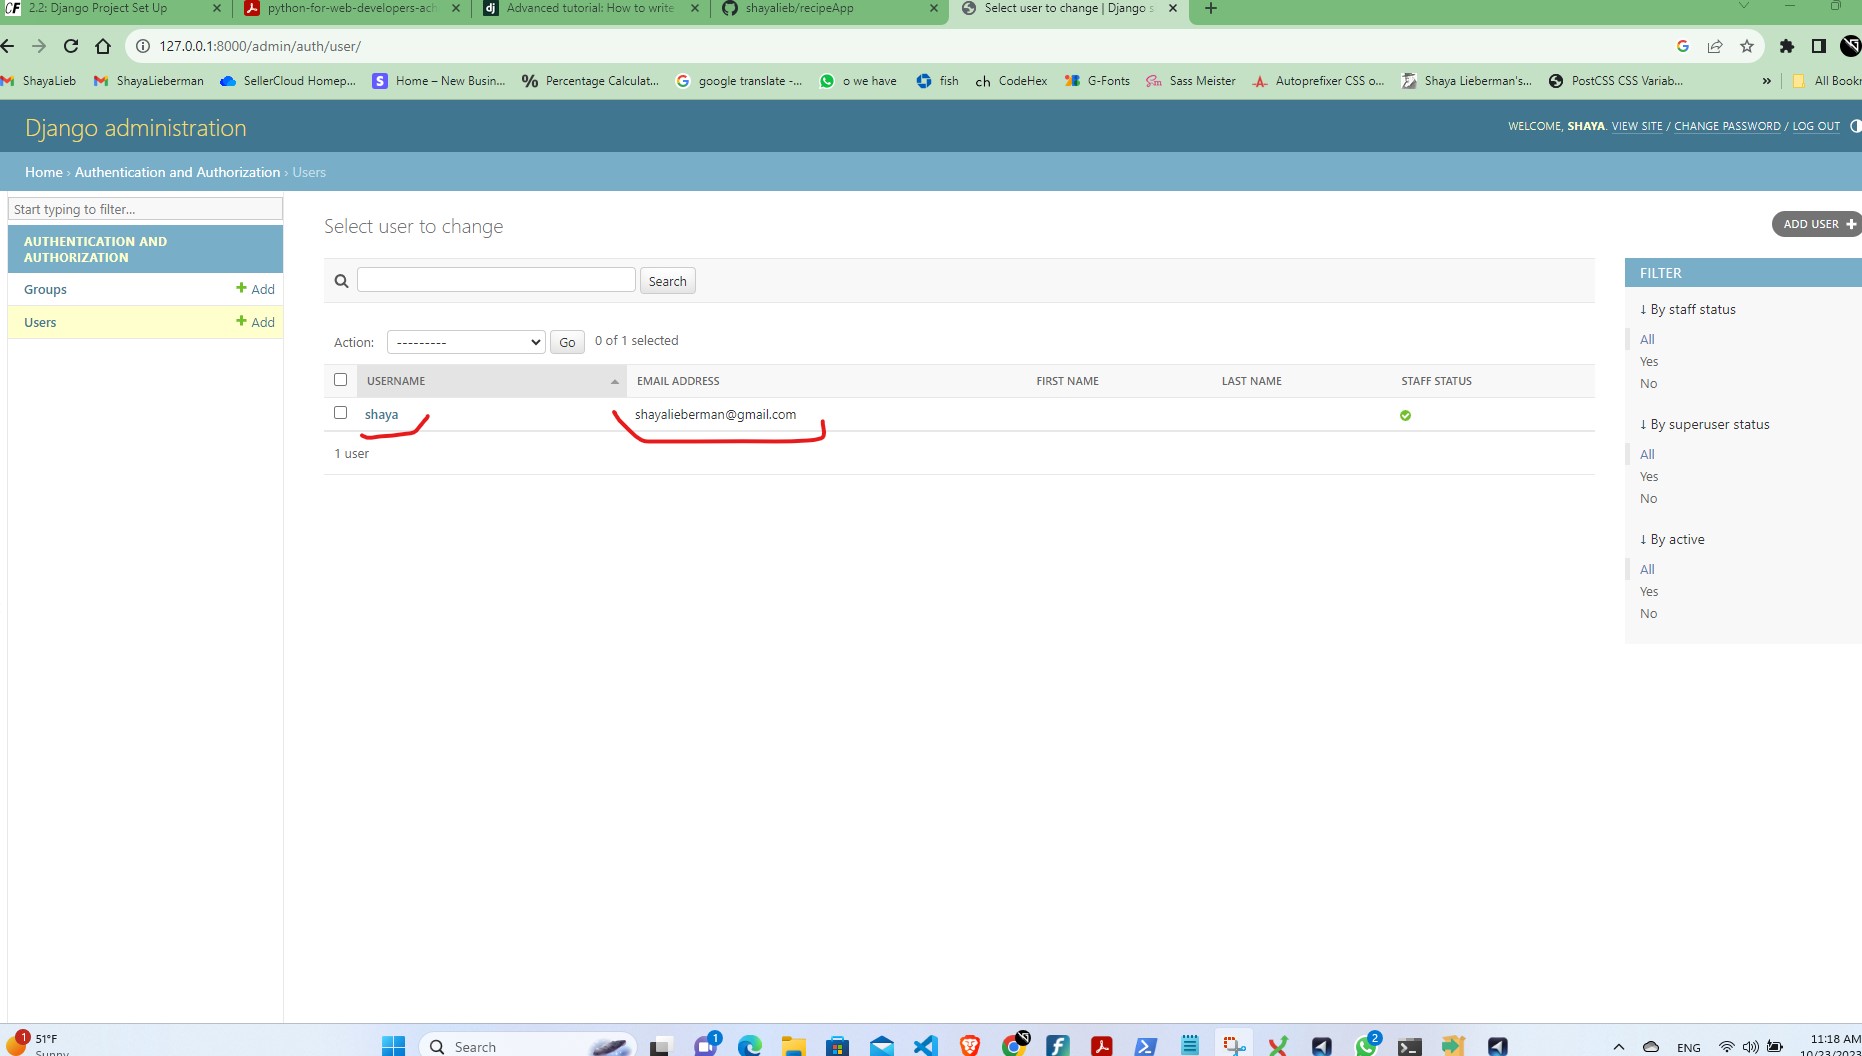 2.2: Django Project Set Up
python-for-web-developers-ach
Advanced tutorial: How to write
shayalieb/recipeApp
Select user to change | Django s
127.0.0.1:8000/admin/auth/user/
ShayaLieb
ShayaLieberman
SellerCloud Homep...
Home – New Busin...
Percentage Calculat...
google translate -...
o we have
fish
ch CodeHex
G-Fonts
Sass Meister
Autoprefixer CSS o...
Shaya Lieberman's...
PostCSS CSS Variab...
»
All Bookr
Django administration
WELCOME, SHAYA. VIEW SITE / CHANGE PASSWORD / LOG OUT
Home › Authentication and Authorization › Users
Start typing to filter...
AUTHENTICATION AND
AUTHORIZATION
Groups
+ Add
Users
+ Add
Select user to change
ADD USER +
Search
Action: --------- Go 0 of 1 selected
USERNAME EMAIL ADDRESS FIRST NAME LAST NAME STAFF STATUS
shaya shayalieberman@gmail.com
1 user
FILTER
↓ By staff status
All
Yes
No
↓ By superuser status
All
Yes
No
↓ By active
All
Yes
No
1
51°F
Sunny
Search
1
2
ENG
11:18 AM
10/23/2023